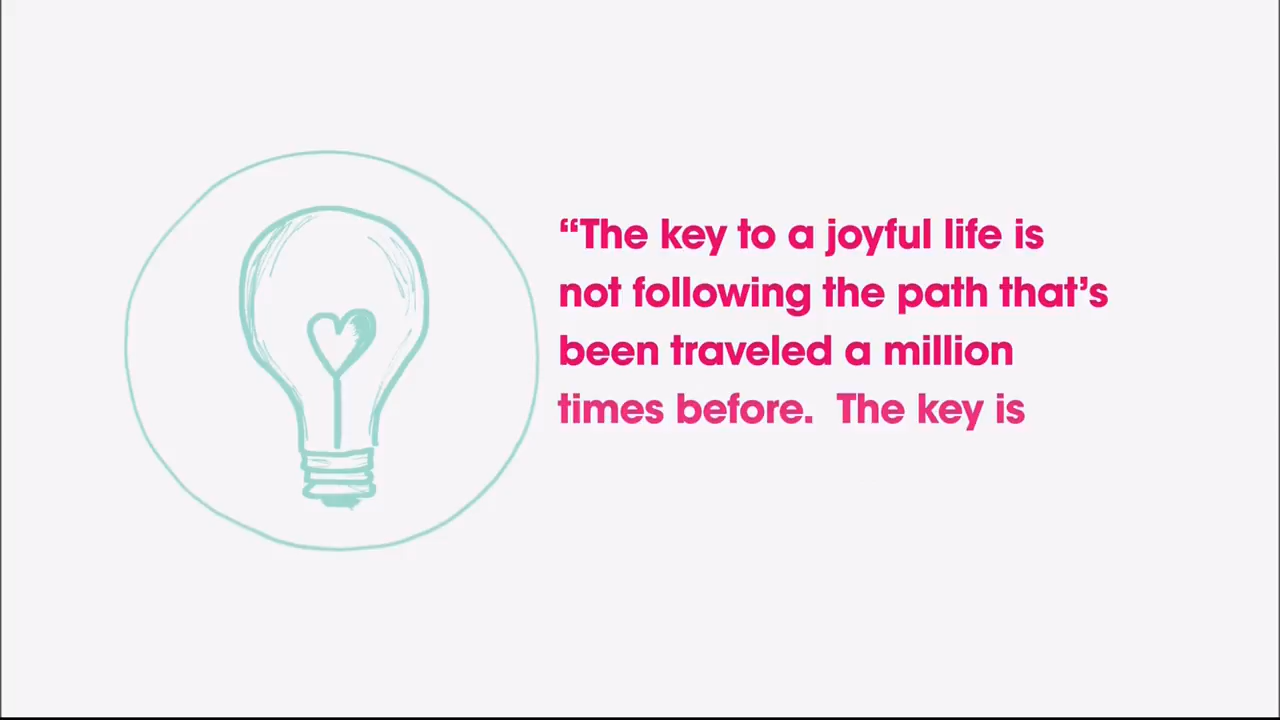 “The key to a joyful life is
not following the path that’s
been traveled a million
times before.  The key is